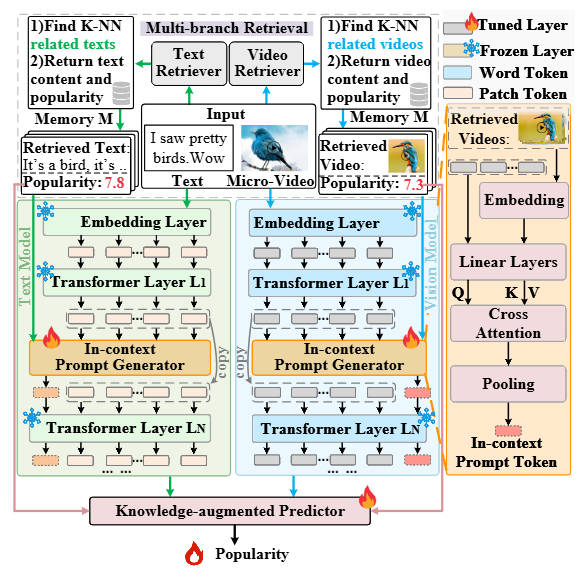 1)Find K-NN
related texts
2)Return text
content and
popularity
Memory M
Multi-branch Retrieval
Text
Retriever
Video
Retriever
1)Find K-NN
related videos
2)Return video
content and
popularity
Memory M
Tuned Layer
Frozen Layer
Word Token
Patch Token
Input
I saw pretty
birds.Wow
Text
Micro-Video
Retrieved Text:
It's a bird, it's ..
Popularity: 7.8
Retrieved
Video:
Popularity: 7.3
Text Model
Embedding Layer
Transformer Layer L1
copy
In-context
Prompt Generator
Transformer Layer LN
... ...
Vision Model
Embedding Layer
Transformer Layer L1
copy
In-context
Prompt Generator
Transformer Layer LN
... ...
Retrieved
Videos:
Embedding
Linear Layers
Q K V
Cross
Attention
Pooling
In-context
Prompt Token
Knowledge-augmented Predictor
Popularity